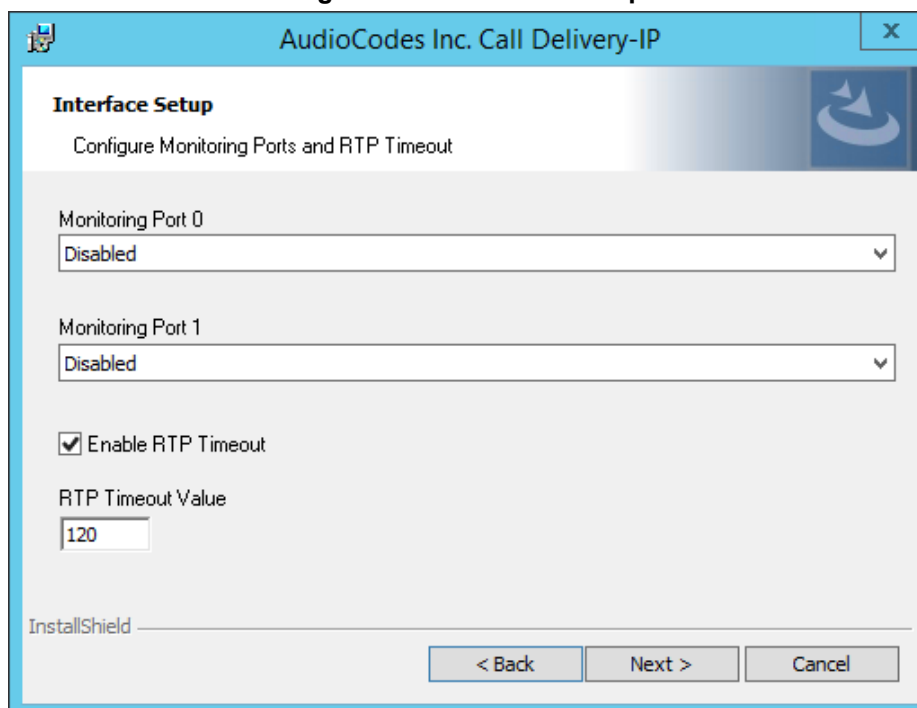 AudioCodes Inc. Call Delivery-IP
x
Interface Setup
Configure Monitoring Ports and RTP Timeout
Monitoring Port 0
Disabled
Monitoring Port 1
Disabled
Enable RTP Timeout
RTP Timeout Value
120
InstallShield
< Back Next > Cancel